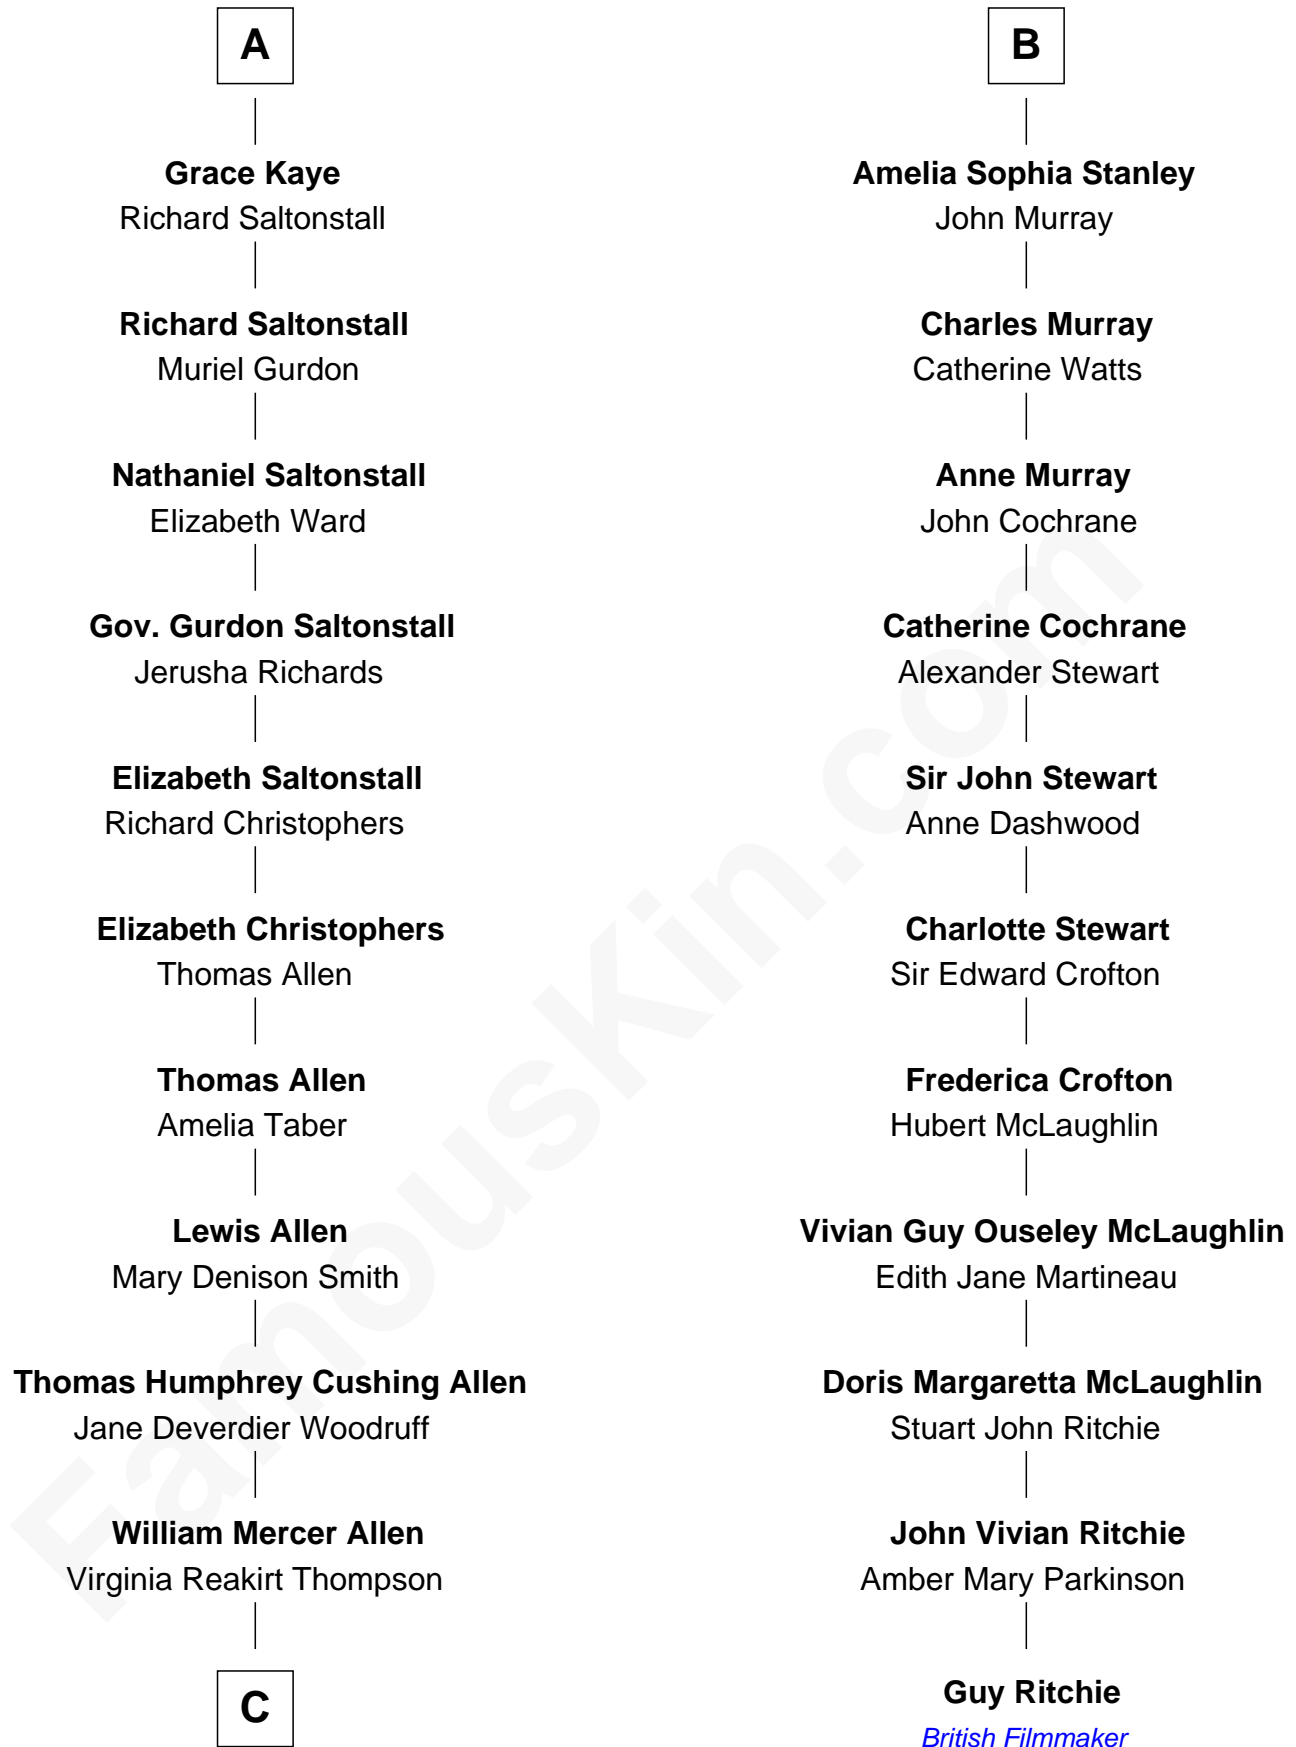 A
Grace Kaye
Richard Saltonstall
Richard Saltonstall
Muriel Gurdon
Nathaniel Saltonstall
Elizabeth Ward
Gov. Gurdon Saltonstall
Jerusha Richards
Elizabeth Saltonstall
Richard Christophers
Elizabeth Christophers
Thomas Allen
Thomas Allen
Amelia Taber
Lewis Allen
Mary Denison Smith
Thomas Humphrey Cushing Allen
Jane Deverdier Woodruff
William Mercer Allen
Virginia Reakirt Thompson
C
B
Amelia Sophia Stanley
John Murray
Charles Murray
Catherine Watts
Anne Murray
John Cochrane
Catherine Cochrane
Alexander Stewart
Sir John Stewart
Anne Dashwood
Charlotte Stewart
Sir Edward Crofton
Frederica Crofton
Hubert McLaughlin
Vivian Guy Ouseley McLaughlin
Edith Jane Martineau
Doris Margaretta McLaughlin
Stuart John Ritchie
John Vivian Ritchie
Amber Mary Parkinson
Guy Ritchie
British Filmmaker
FamousKin.com